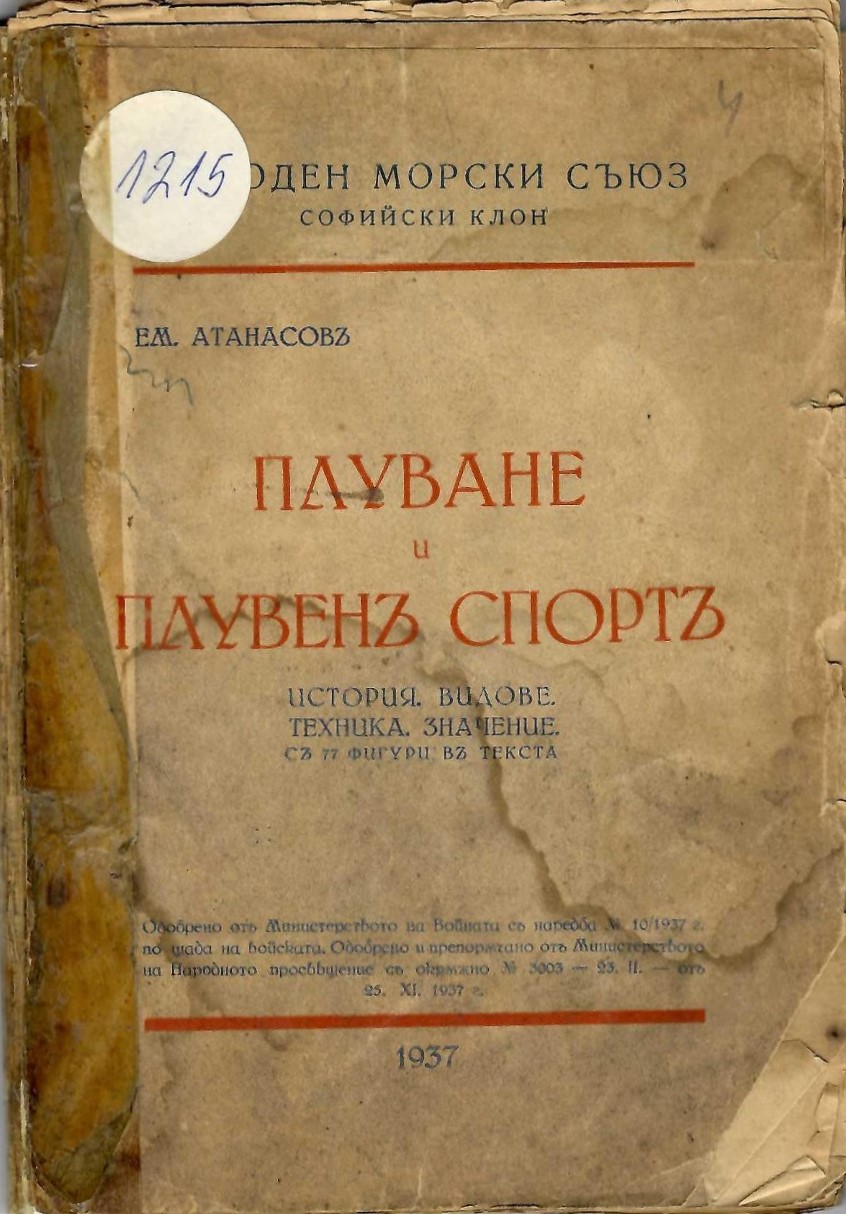 4
1215
ОДЕН МОРСКИ СЪЮЗ
СОФИЙСКИ КЛОН
ЕМ. АТАНАСОВЪ
ПЛУВАНЕ
и
ПЛУВЕНЪ СПОРТЪ
ИСТОРИЯ. ВИДОВЕ.
ТЕХНИКА. ЗНАЧЕНИЕ.
СЪ 77 ФИГУРИ ВЪ ТЕКСТА
Одобрено отъ Министерството на Войната съ наредба № 10/1937 г.
по щаба на войската. Одобрено и препоръчано отъ Министерството
на Народното просвѣщение съ окръжно № 3003 — 23. II. — отъ
25. XI. 1937 г.
1937